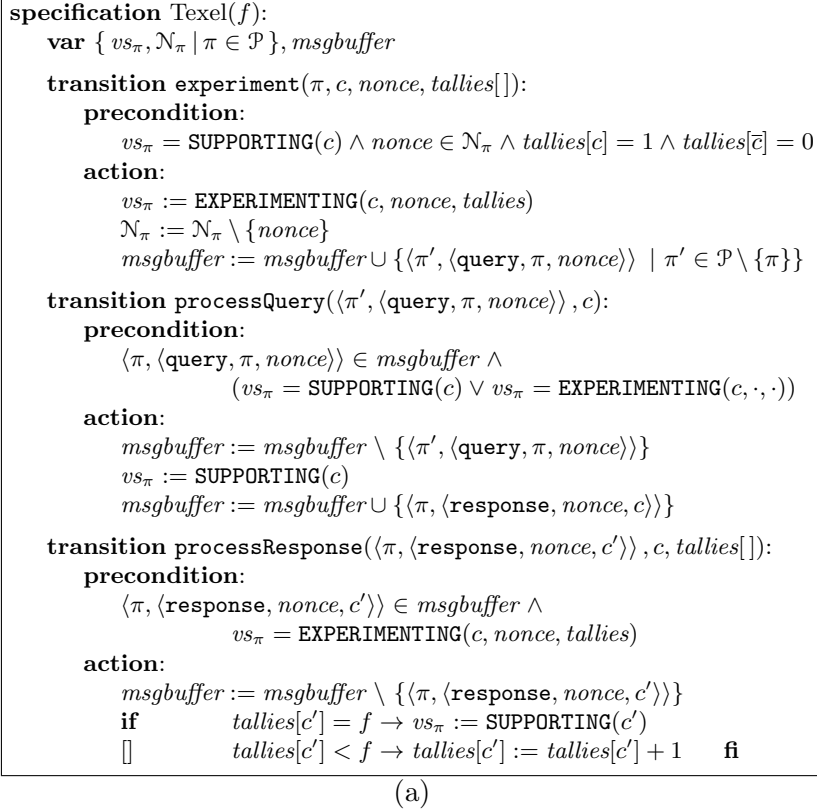 specification Texel(f):
var { vs_π, 𝒩_π | π ∈ 𝒫 }, msgbuffer
transition experiment(π, c, nonce, tallies[ ]):
precondition:
vs_π = SUPPORTING(c) ∧ nonce ∈ 𝒩_π ∧ tallies[c] = 1 ∧ tallies[c̅] = 0
action:
vs_π := EXPERIMENTING(c, nonce, tallies)
𝒩_π := 𝒩_π \ {nonce}
msgbuffer := msgbuffer ∪ {⟨π′, ⟨query, π, nonce⟩⟩ | π′ ∈ 𝒫 \ {π}}
transition processQuery(⟨π′, ⟨query, π, nonce⟩⟩ , c):
precondition:
⟨π, ⟨query, π, nonce⟩⟩ ∈ msgbuffer ∧
(vs_π = SUPPORTING(c) ∨ vs_π = EXPERIMENTING(c, ·, ·))
action:
msgbuffer := msgbuffer \ {⟨π′, ⟨query, π, nonce⟩⟩}
vs_π := SUPPORTING(c)
msgbuffer := msgbuffer ∪ {⟨π, ⟨response, nonce, c⟩⟩}
transition processResponse(⟨π, ⟨response, nonce, c′⟩⟩ , c, tallies[ ]):
precondition:
⟨π, ⟨response, nonce, c′⟩⟩ ∈ msgbuffer ∧
vs_π = EXPERIMENTING(c, nonce, tallies)
action:
msgbuffer := msgbuffer \ {⟨π, ⟨response, nonce, c′⟩⟩}
if tallies[c′] = f → vs_π := SUPPORTING(c′)
[] tallies[c′] < f → tallies[c′] := tallies[c′] + 1 fi
(a)